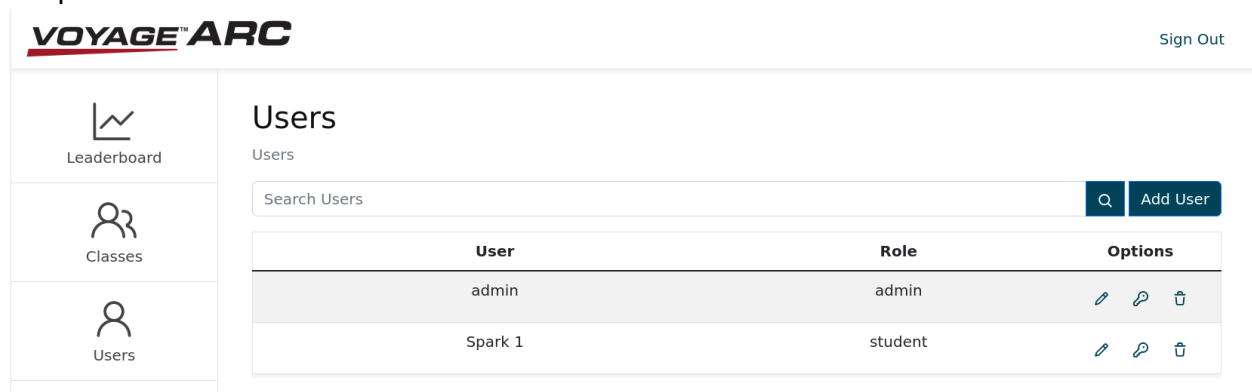 VOYAGE™ ARC
Sign Out
Leaderboard
Classes
Users
Users
Users
Search Users
Add User
User Role Options
admin admin
Spark 1 student